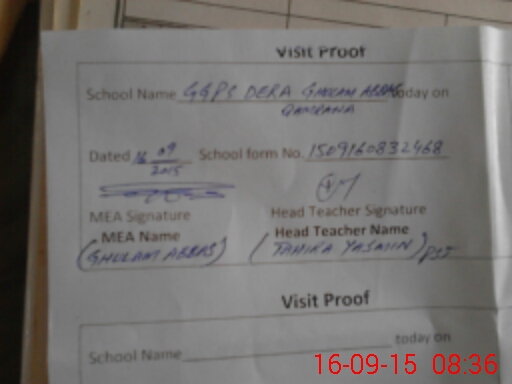 Visit Proof
School Name GGPS DERA GHULAM ABBAS today on
QAMRANA
Dated 16 09 2015 School form No. 1509160832468
MEA Signature Head Teacher Signature
MEA Name Head Teacher Name
(GHULAM ABBAS) (TAHIRA YASMIN) PST
Visit Proof
School Name today on
16-09-15 08:36